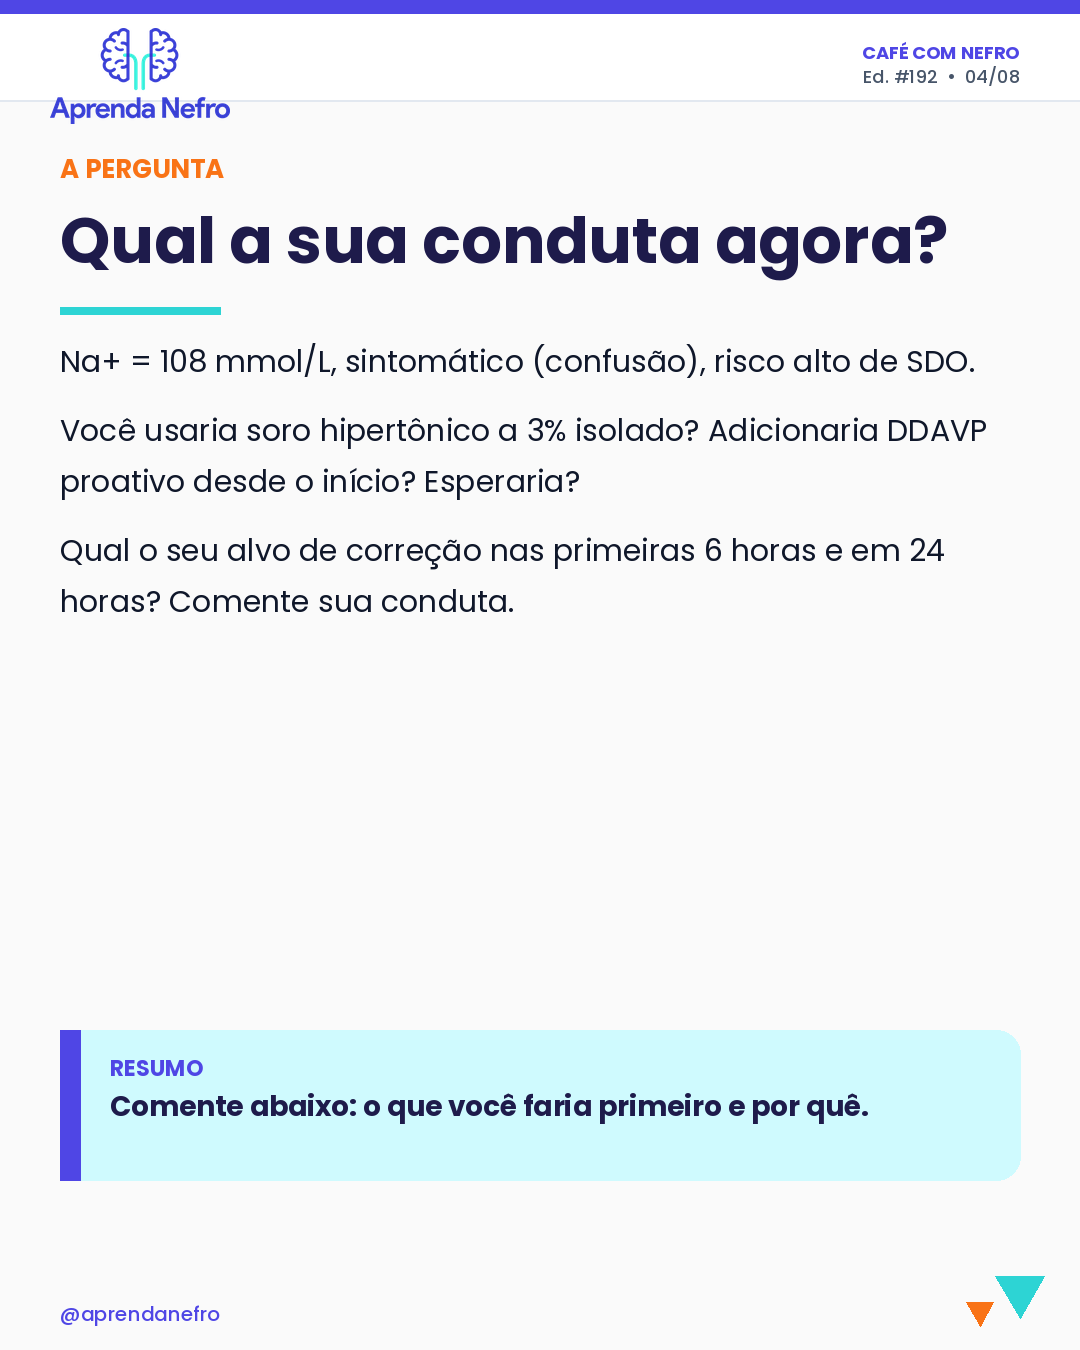 Aprenda Nefro
CAFÉ COM NEFRO
Ed. #192 • 04/08
A PERGUNTA
Qual a sua conduta agora?
Na+ = 108 mmol/L, sintomático (confusão), risco alto de SDO.
Você usaria soro hipertônico a 3% isolado? Adicionaria DDAVP
proativo desde o início? Esperaria?
Qual o seu alvo de correção nas primeiras 6 horas e em 24
horas? Comente sua conduta.
RESUMO
Comente abaixo: o que você faria primeiro e por quê.
@aprendanefro